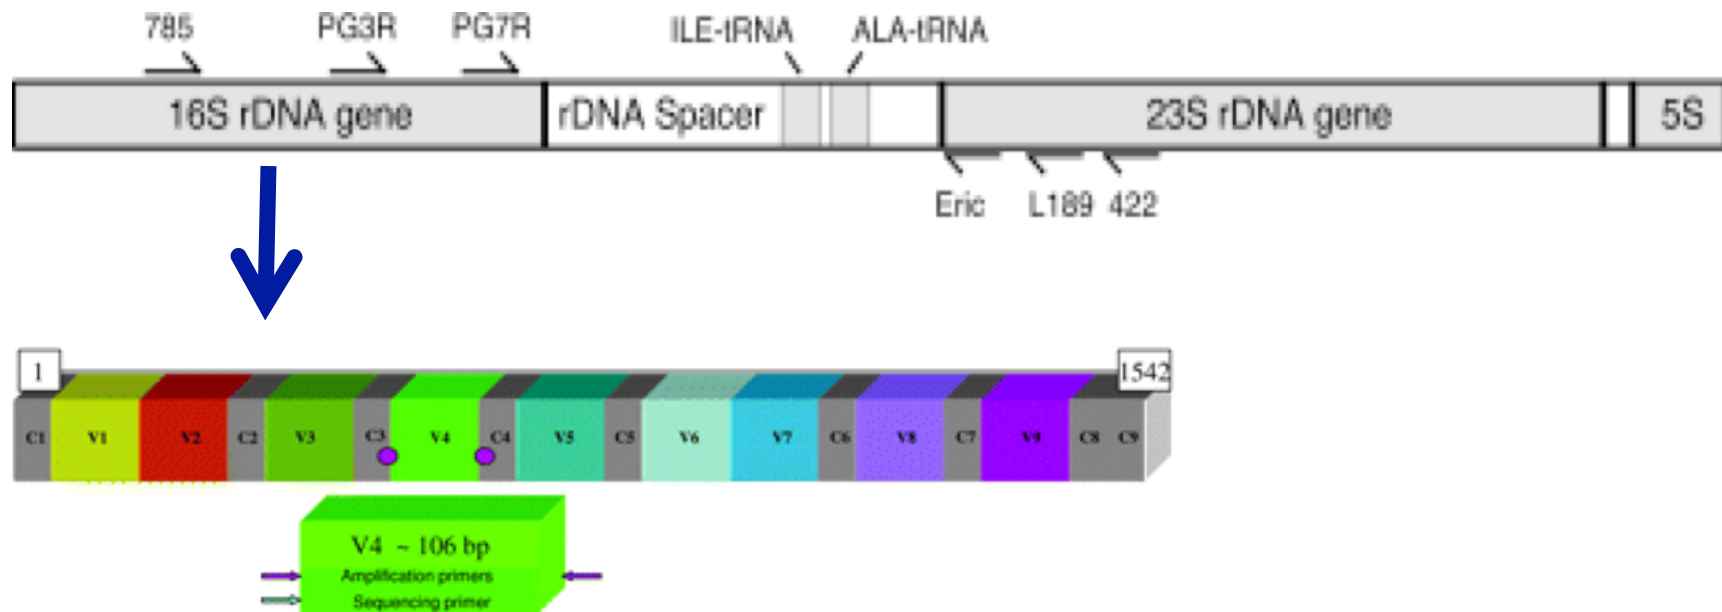 785 PG3R PG7R ILE-tRNA ALA-tRNA
16S rDNA gene rDNA Spacer 23S rDNA gene 5S
Eric L189 422
1 1542
C1 V1 V2 C2 V3 C3 V4 C4 V5 C5 V6 V7 C6 V8 C7 V9 C8 C9
V4 ~ 106 bp
Amplification primers
Sequencing primer